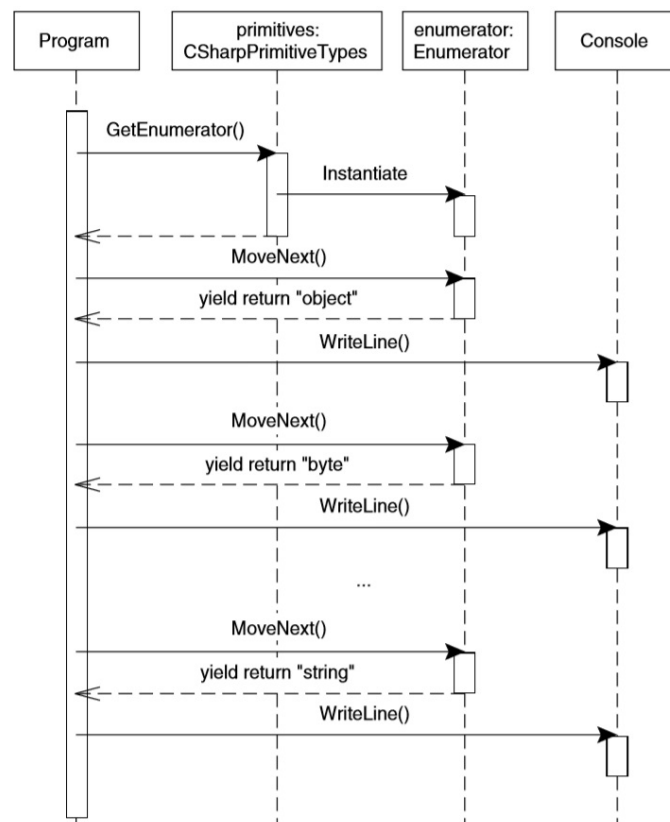 Program
primitives:
CSharpPrimitiveTypes
enumerator:
Enumerator
Console
GetEnumerator()
Instantiate
MoveNext()
yield return "object"
WriteLine()
MoveNext()
yield return "byte"
WriteLine()
...
MoveNext()
yield return "string"
WriteLine()